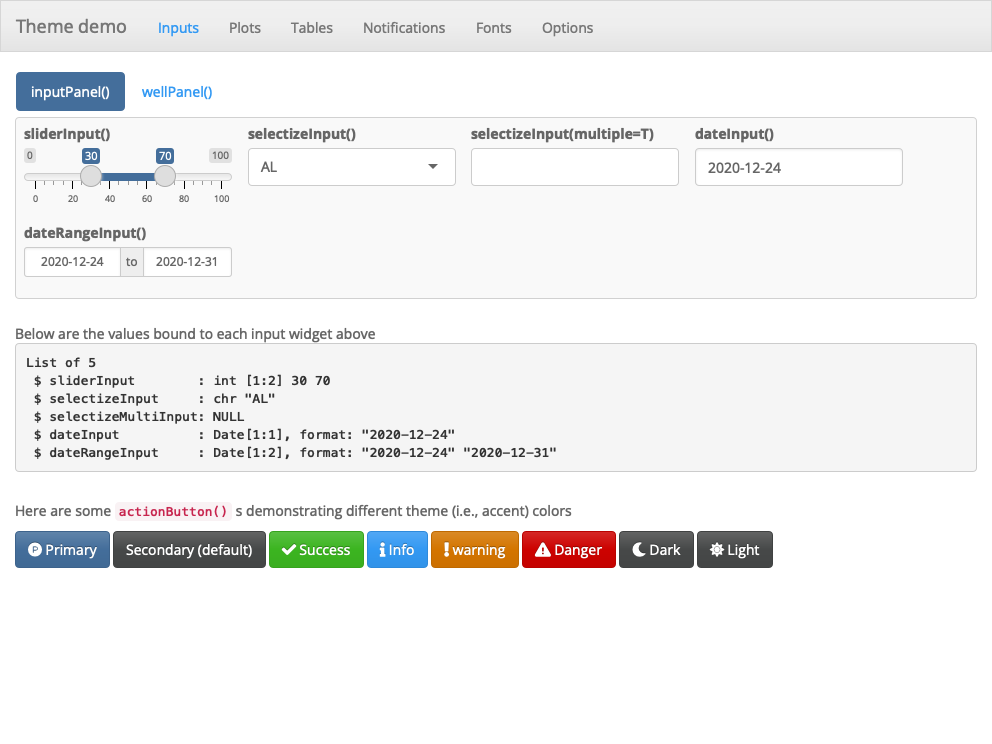 Theme demo Inputs Plots Tables Notifications Fonts Options
inputPanel() wellPanel()
sliderInput() selectizeInput() selectizeInput(multiple=T) dateInput()
0 30 70 100
AL 2020-12-24
0 20 40 60 80 100
dateRangeInput()
2020-12-24 to 2020-12-31
Below are the values bound to each input widget above
List of 5
$ sliderInput : int [1:2] 30 70
$ selectizeInput : chr "AL"
$ selectizeMultiInput: NULL
$ dateInput : Date[1:1], format: "2020-12-24"
$ dateRangeInput : Date[1:2], format: "2020-12-24" "2020-12-31"
Here are some actionButton() s demonstrating different theme (i.e., accent) colors
P Primary Secondary (default) Success Info warning Danger Dark Light